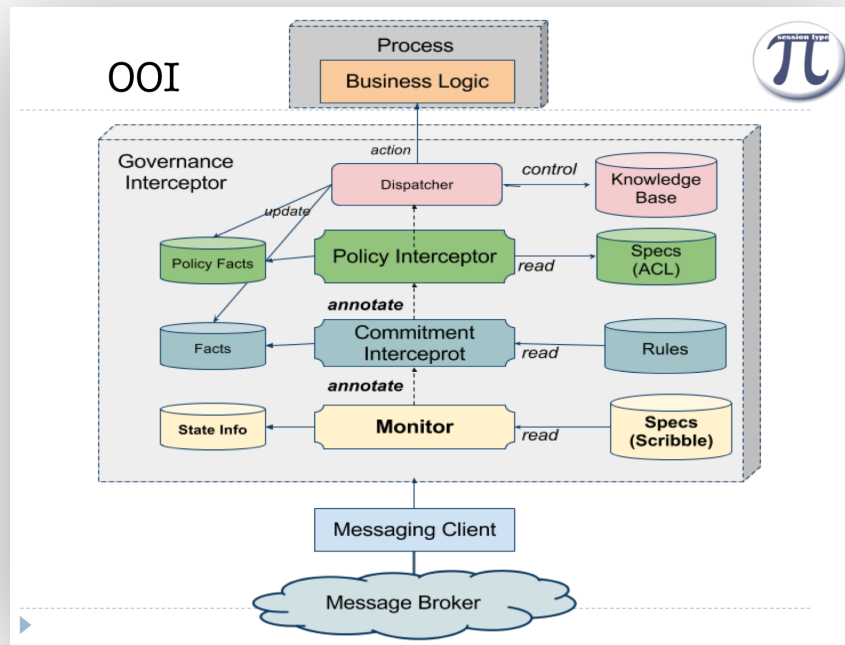 OOI
session type
π
Process
Business Logic
Governance
Interceptor
action
Dispatcher
control
Knowledge
Base
update
Policy Facts
Policy Interceptor
read
Specs
(ACL)
annotate
Facts
Commitment
Interceprot
read
Rules
annotate
State Info
Monitor
read
Specs
(Scribble)
Messaging Client
Message Broker